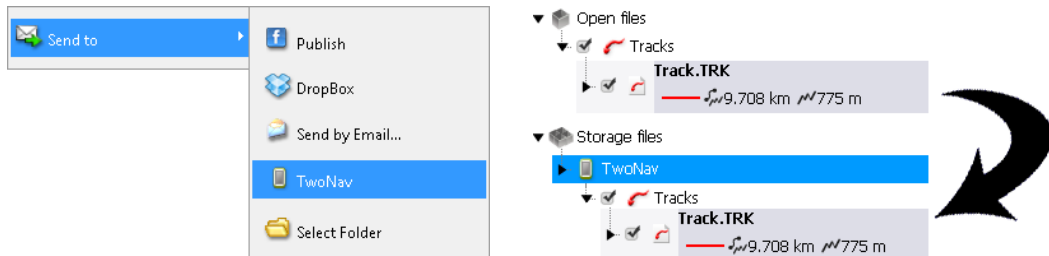 Send to
Publish
DropBox
Send by Email...
TwoNav
Select Folder
Open files
Tracks
Track.TRK
9.708 km 775 m
Storage files
TwoNav
Tracks
Track.TRK
9.708 km 775 m